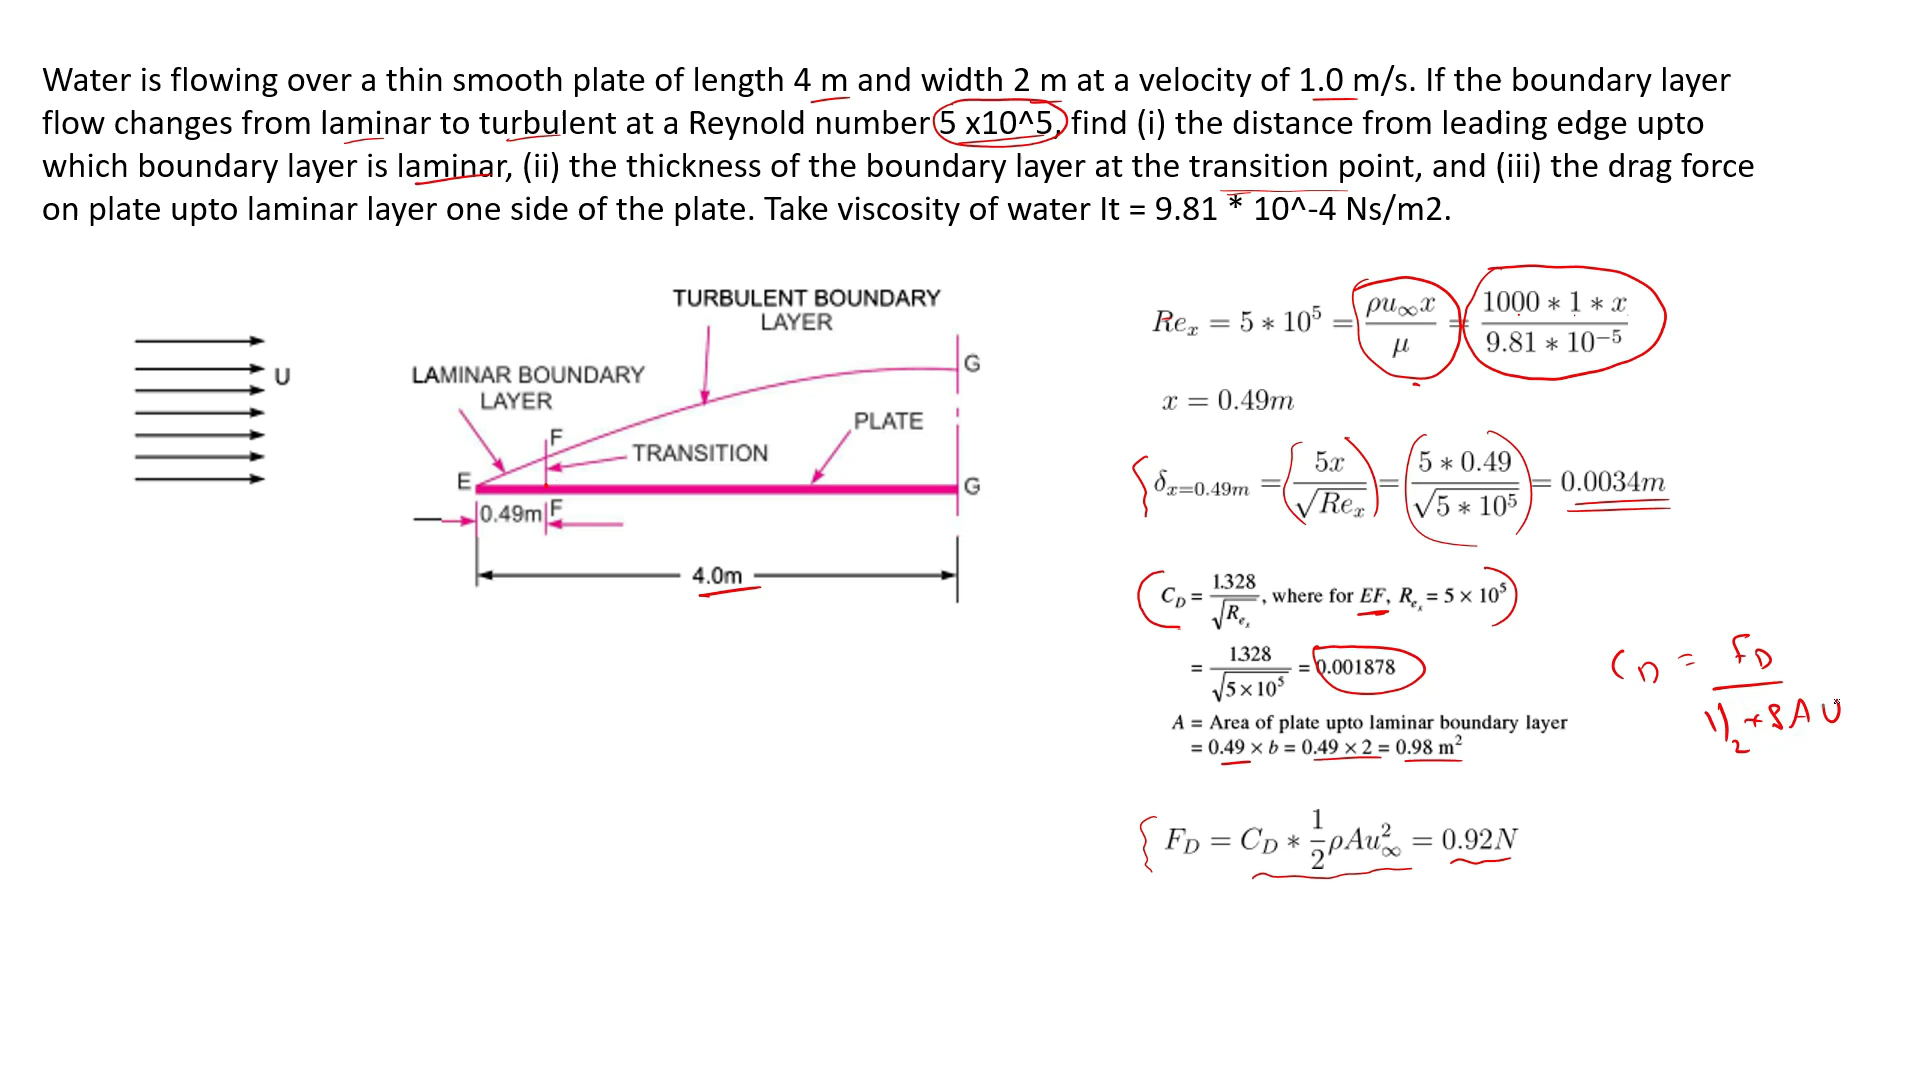 Water is flowing over a thin smooth plate of length 4 m and width 2 m at a velocity of 1.0 m/s. If the boundary layer
flow changes from laminar to turbulent at a Reynold number 5 x10^5, find (i) the distance from leading edge upto
which boundary layer is laminar, (ii) the thickness of the boundary layer at the transition point, and (iii) the drag force
on plate upto laminar layer one side of the plate. Take viscosity of water It = 9.81 * 10^-4 Ns/m2.
TURBULENT BOUNDARY
LAYER
U
LAMINAR BOUNDARY
LAYER
G
PLATE
F
TRANSITION
E
G
0.49m
F
4.0m
Re_x = 5 * 10^5 = ρu_∞x / μ = 1000 * 1 * x / 9.81 * 10^−5
x = 0.49m
δ_x=0.49m = 5x / √Re_x = 5 * 0.49 / √5 * 10^5 = 0.0034m
C_D = 1.328 / √R_e_x , where for EF, R_e_x = 5 × 10^5
= 1.328 / √5 × 10^5 = 0.001878
A = Area of plate upto laminar boundary layer
= 0.49 × b = 0.49 × 2 = 0.98 m²
C_D = F_D / 1/2 * ρ A U
F_D = C_D * 1/2 ρAu_∞^2 = 0.92N